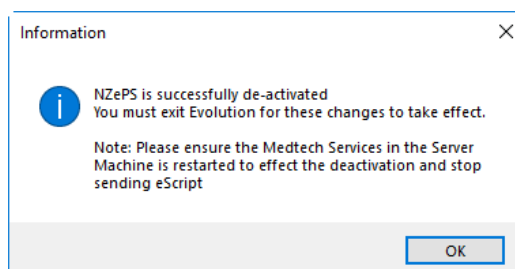 Information
NZePS is successfully de-activated
You must exit Evolution for these changes to take effect.
Note: Please ensure the Medtech Services in the Server
Machine is restarted to effect the deactivation and stop
sending eScript
OK